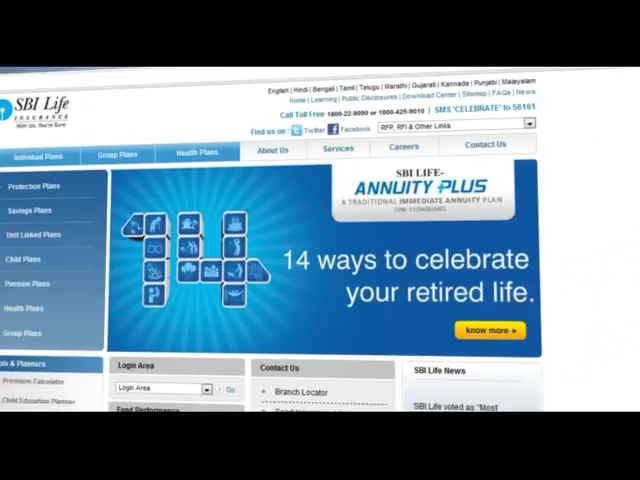 English | Hindi | Bengali | Tamil | Telugu | Marathi | Gujarati | Kannada | Punjabi | Malayalam
Home | Learning | Public Disclosures | Download Center | Sitemap | FAQs | News
SBI Life
INSURANCE
With Us, You're Sure
Call Toll Free 1800-22-9090 or 1800-425-9010 | SMS 'CELEBRATE' to 56161
Find us on : Twitter Facebook RFP, RFI & Other Links
Individual Plans Group Plans Health Plans About Us Services Careers Contact Us
Protection Plans
Savings Plans
Unit Linked Plans
Child Plans
Pension Plans
Health Plans
Group Plans
SBI LIFE-
ANNUITY PLUS
A TRADITIONAL IMMEDIATE ANNUITY PLAN
14
14 ways to celebrate
your retired life.
know more »
& Planners
Premium Calculator
Child Education Planner
Login Area
Login Area Go
Fund Performance
Contact Us
Branch Locator
SBI Life News
SBI Life voted as "Most